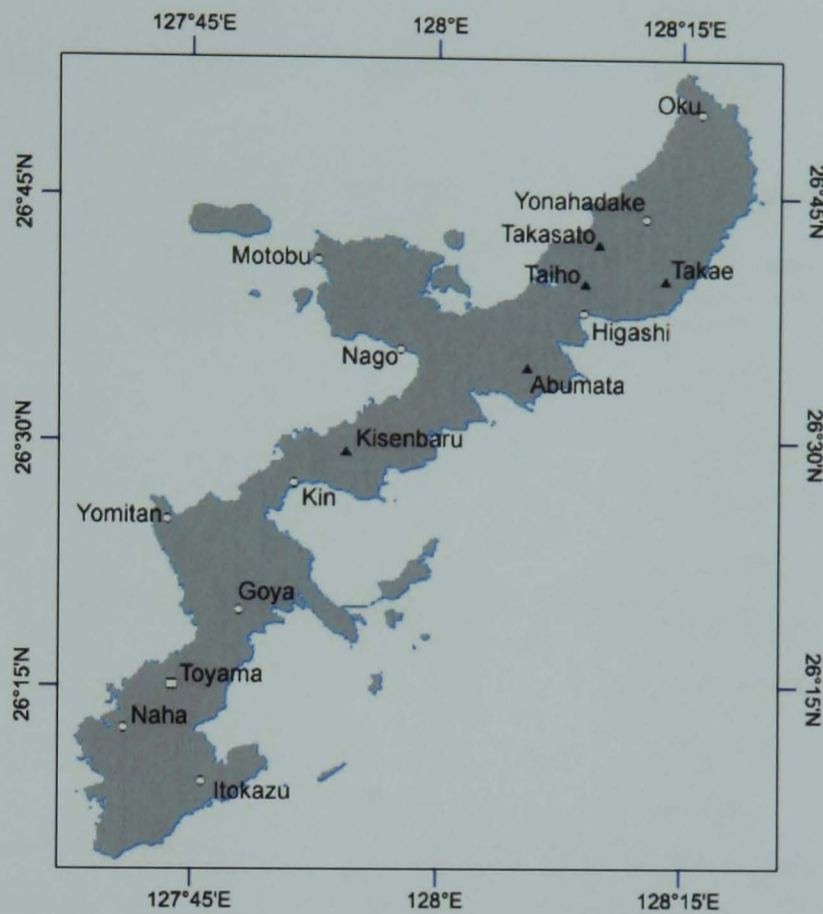 127°45'E 128°E 128°15'E
Oku
26°45'N 26°45'N
Yonahadake
Takasato
Motobu
Taiho Takae
Higashi
Nago
Abumata
26°30'N Kisenbaru 26°30'N
Kin
Yomitan
Goya
26°15'N Toyama 26°15'N
Naha
Itokazu
127°45'E 128°E 128°15'E